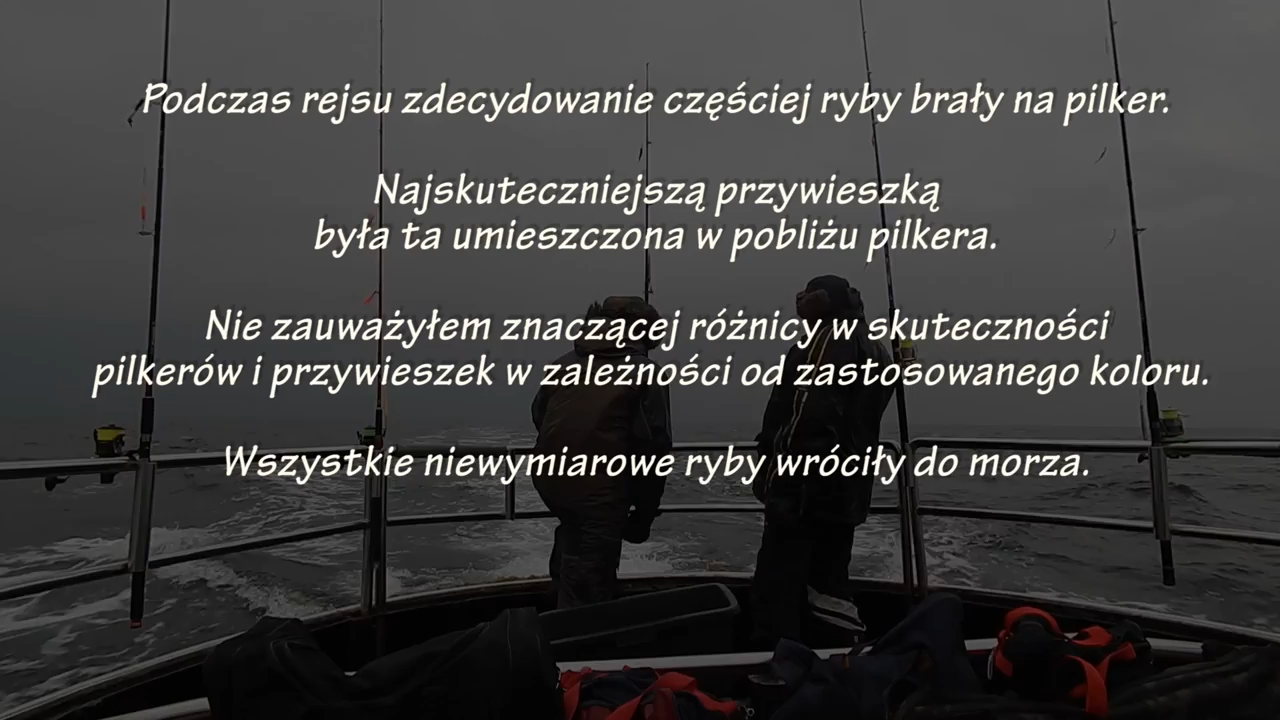 Podczas rejsu zdecydowanie częściej ryby brały na pilker.
Najskuteczniejszą przywieszką
była ta umieszczona w pobliżu pilkera.
Nie zauważyłem znaczącej różnicy w skuteczności
pilkerów i przywieszek w zależności od zastosowanego koloru.
Wszystkie niewymiarowe ryby wróciły do morza.